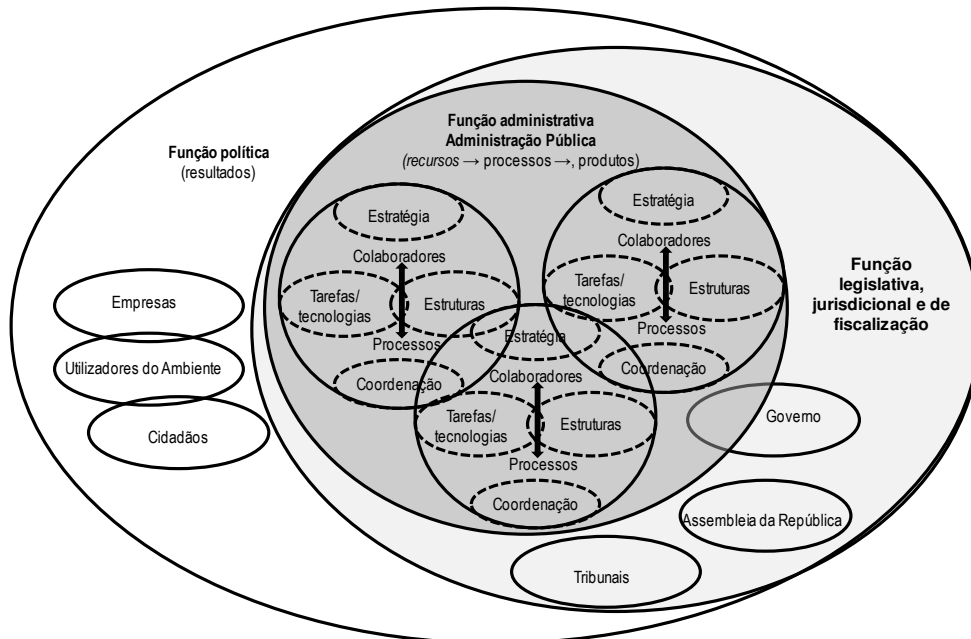 Função administrativa
Administração Pública
(recursos → processos →, produtos)
Função política
(resultados)
Estratégia
Colaboradores
Tarefas/
tecnologias
Estruturas
Processos
Coordenação
Estratégia
Colaboradores
Tarefas/
tecnologias
Estruturas
Processos
Coordenação
Estratégia
Colaboradores
Tarefas/
tecnologias
Estruturas
Processos
Coordenação
Empresas
Utilizadores do Ambiente
Cidadãos
Função
legislativa,
jurisdicional e de
fiscalização
Governo
Assembleia da República
Tribunais